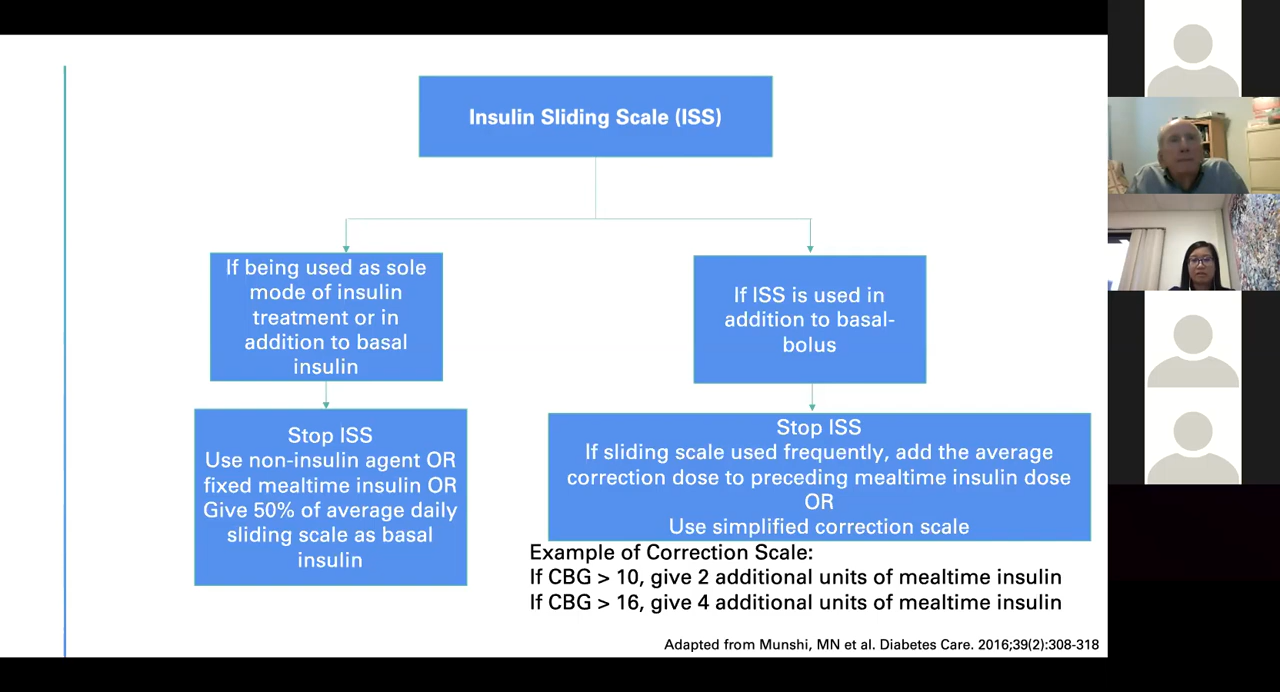 Insulin Sliding Scale (ISS)
If being used as sole
mode of insulin
treatment or in
addition to basal
insulin
If ISS is used in
addition to basal-
bolus
Stop ISS
Use non-insulin agent OR
fixed mealtime insulin OR
Give 50% of average daily
sliding scale as basal
insulin
Stop ISS
If sliding scale used frequently, add the average
correction dose to preceding mealtime insulin dose
OR
Use simplified correction scale
Example of Correction Scale:
If CBG > 10, give 2 additional units of mealtime insulin
If CBG > 16, give 4 additional units of mealtime insulin
Adapted from Munshi, MN et al. Diabetes Care. 2016;39(2):308-318